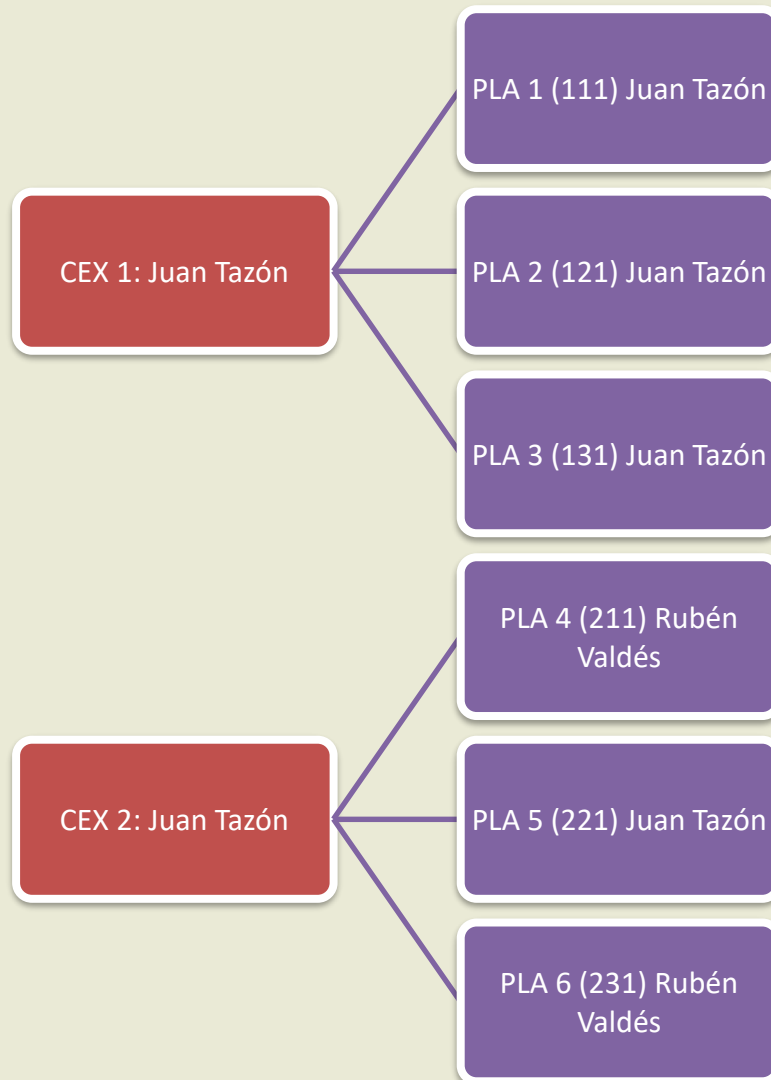 CEX 1: Juan Tazón
PLA 1 (111) Juan Tazón
PLA 2 (121) Juan Tazón
PLA 3 (131) Juan Tazón
CEX 2: Juan Tazón
PLA 4 (211) Rubén
Valdés
PLA 5 (221) Juan Tazón
PLA 6 (231) Rubén
Valdés